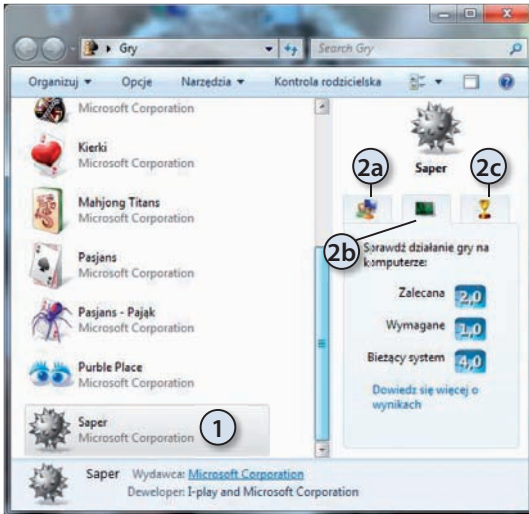 Gry
Search Gry
Organizuj
Opcje
Narzędzia
Kontrola rodzicielska
Microsoft Corporation
Kierki
Microsoft Corporation
Mahjong Titans
Microsoft Corporation
Pasjans
Microsoft Corporation
Pasjans - Pająk
Microsoft Corporation
Purble Place
Microsoft Corporation
Saper
Microsoft Corporation
1
Saper
2a
2c
2b
Sprawdź działanie gry na
komputerze:
Zalecana 2,0
Wymagane 1,0
Bieżący system 4,0
Dowiedz się więcej o
wynikach
Saper Wydawca: Microsoft Corporation
Deweloper: I-play and Microsoft Corporation